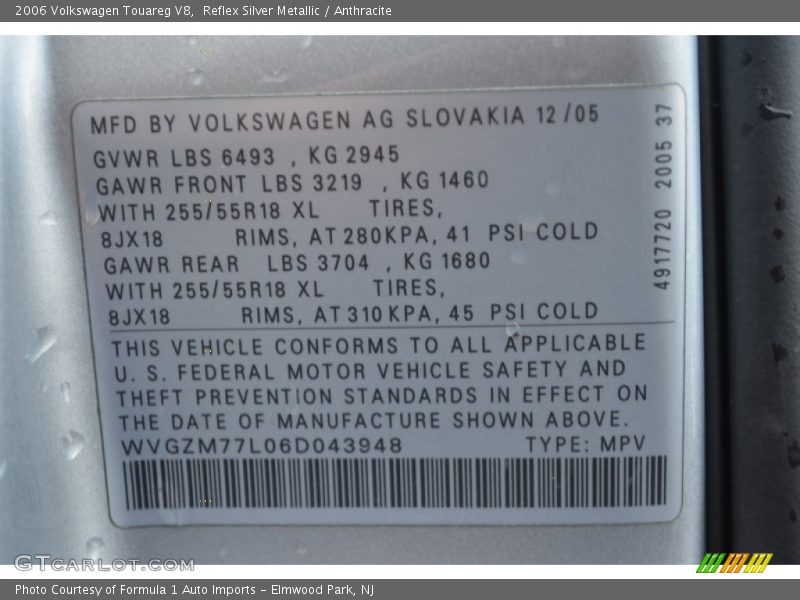 2006 Volkswagen Touareg V8,  Reflex Silver Metallic / Anthracite
MFD BY VOLKSWAGEN AG SLOVAKIA 12/05
GVWR LBS 6493 , KG 2945
GAWR FRONT LBS 3219 , KG 1460
WITH 255/55R18 XL TIRES,
8JX18 RIMS, AT 280KPA, 41 PSI COLD
GAWR REAR LBS 3704 , KG 1680
WITH 255/55R18 XL TIRES,
8JX18 RIMS, AT 310 KPA, 45 PSI COLD
THIS VEHICLE CONFORMS TO ALL APPLICABLE
U. S. FEDERAL MOTOR VEHICLE SAFETY AND
THEFT PREVENTION STANDARDS IN EFFECT ON
THE DATE OF MANUFACTURE SHOWN ABOVE.
WVGZM77L06D043948 TYPE: MPV
4917720 2005 37
GTCARLOT.COM
Photo Courtesy of Formula 1 Auto Imports - Elmwood Park, NJ